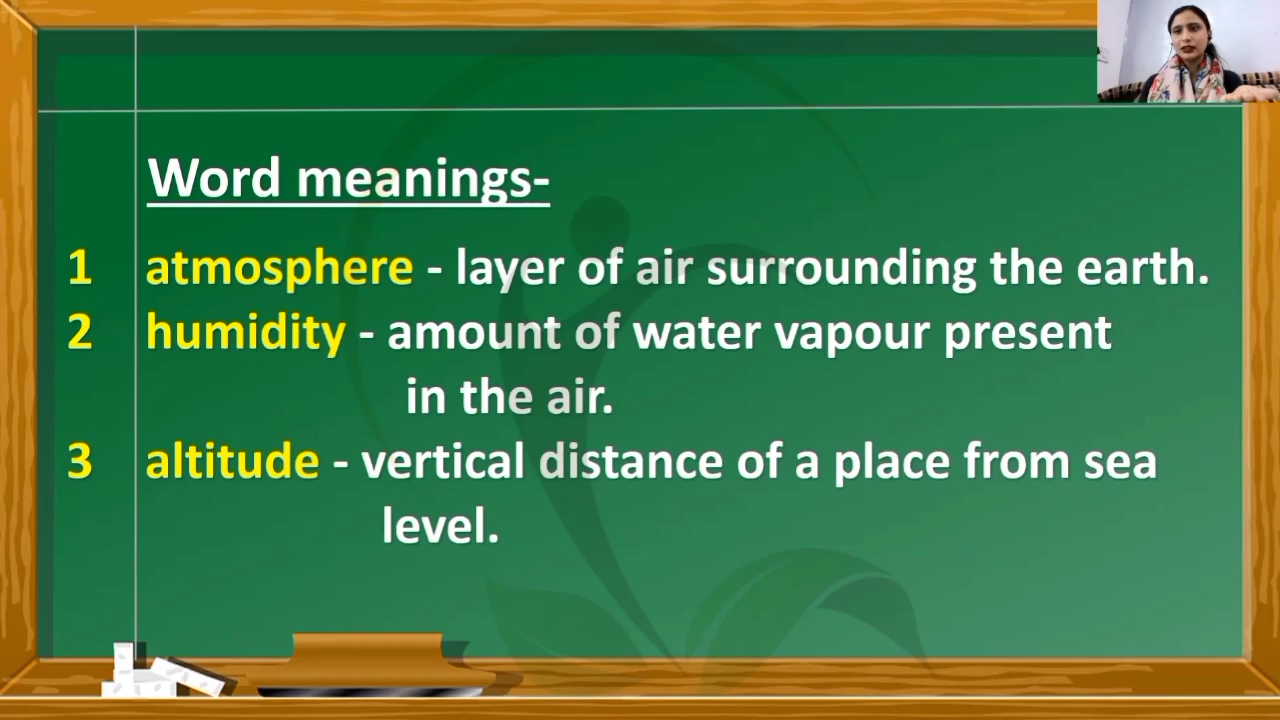 Word meanings-
1 atmosphere - layer of air surrounding the earth.
2 humidity - amount of water vapour present
in the air.
3 altitude - vertical distance of a place from sea
level.